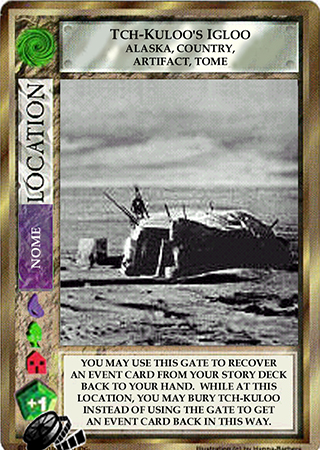 TCH-KULOO'S IGLOO
ALASKA, COUNTRY,
ARTIFACT, TOME
LOCATION
NOME
+1
YOU MAY USE THIS GATE TO RECOVER
AN EVENT CARD FROM YOUR STORY DECK
BACK TO YOUR HAND. WHILE AT THIS
LOCATION, YOU MAY BURY TCH-KULOO
INSTEAD OF USING THE GATE TO GET
AN EVENT CARD BACK IN THIS WAY.